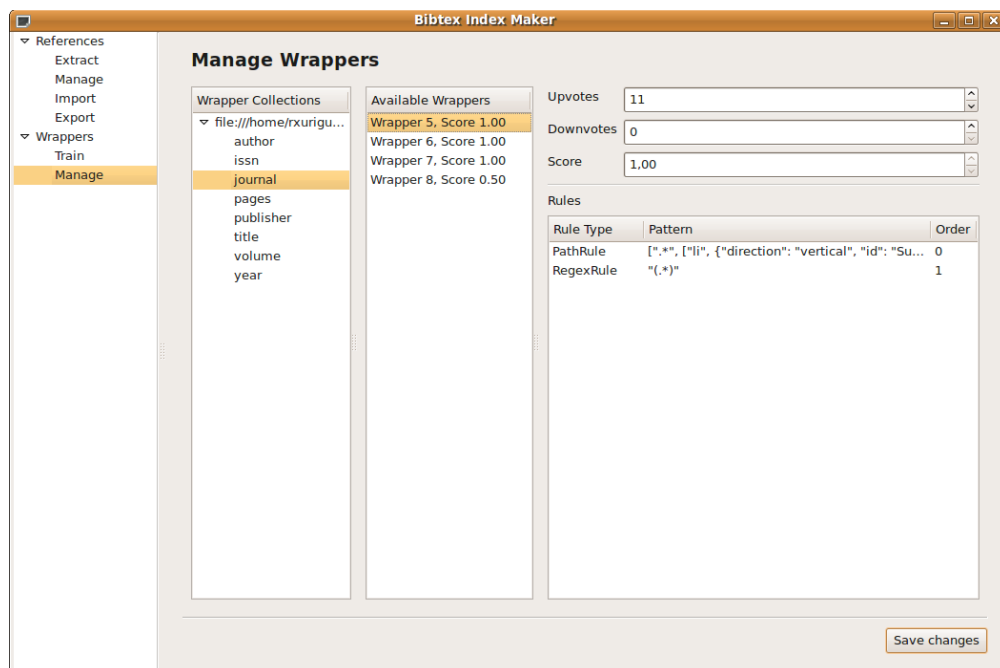 Bibtex Index Maker
References
Extract
Manage
Import
Export
Wrappers
Train
Manage
Manage Wrappers
Wrapper Collections
file:///home/rxurigu...
author
issn
journal
pages
publisher
title
volume
year
Available Wrappers
Wrapper 5, Score 1.00
Wrapper 6, Score 1.00
Wrapper 7, Score 1.00
Wrapper 8, Score 0.50
Upvotes 11
Downvotes 0
Score 1,00
Rules
Rule Type Pattern Order
PathRule [".*", ["li", {"direction": "vertical", "id": "Su... 0
RegexRule "(.*)" 1
Save changes